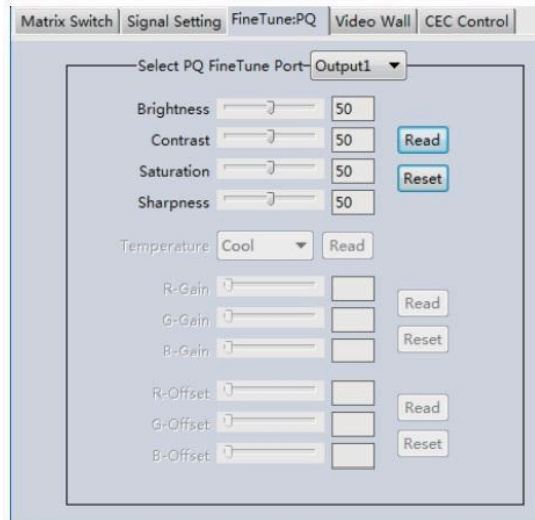 Matrix Switch Signal Setting FineTune:PQ Video Wall CEC Control
Select PQ FineTune Port Output1
Brightness 50
Contrast 50 Read
Saturation 50 Reset
Sharpness 50
Temperature Cool Read
R-Gain
Read
G-Gain
Reset
B-Gain
R-Offset
Read
G-Offset
Reset
B-Offset